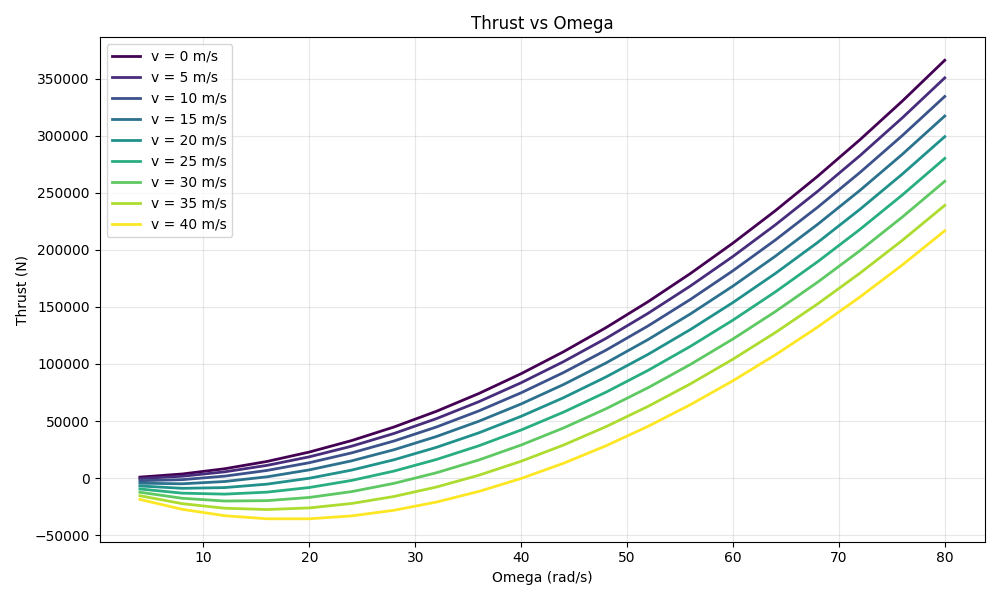 Thrust vs Omega
v = 0 m/s
v = 5 m/s
v = 10 m/s
v = 15 m/s
v = 20 m/s
v = 25 m/s
v = 30 m/s
v = 35 m/s
v = 40 m/s
Thrust (N)
350000
300000
250000
200000
150000
100000
50000
0
−50000
10 20 30 40 50 60 70 80
Omega (rad/s)